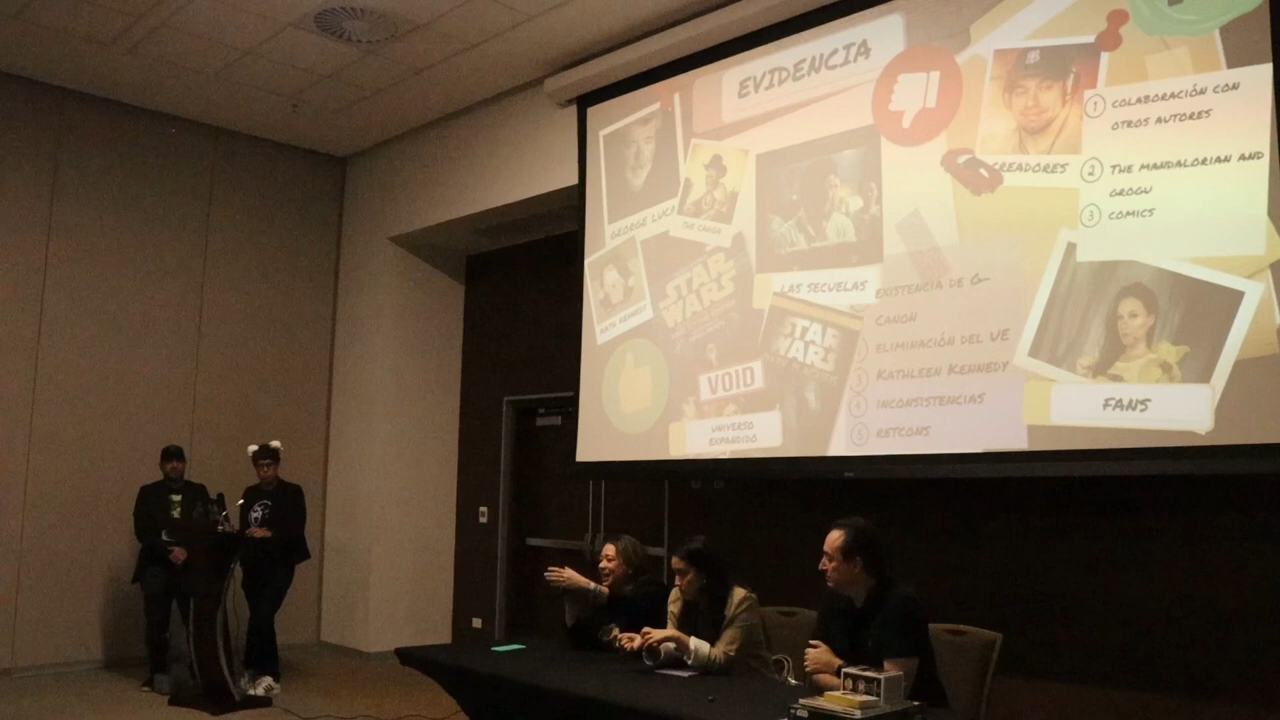 EVIDENCIA
GEORGE LUCAS
THE CANON
KATH KENNEDY
LAS SECUELAS
STAR
WARS
STAR
WARS
VOID
UNIVERSO
EXPANDIDO
EXISTENCIA DE G-
CANON
ELIMINACIÓN DEL UE
3 KATHLEEN KENNEDY
4 INCONSISTENCIAS
5 RETCONS
CREADORES
1 COLABORACIÓN CON
OTROS AUTORES
2 THE MANDALORIAN AND
GROGU
3 COMICS
FANS